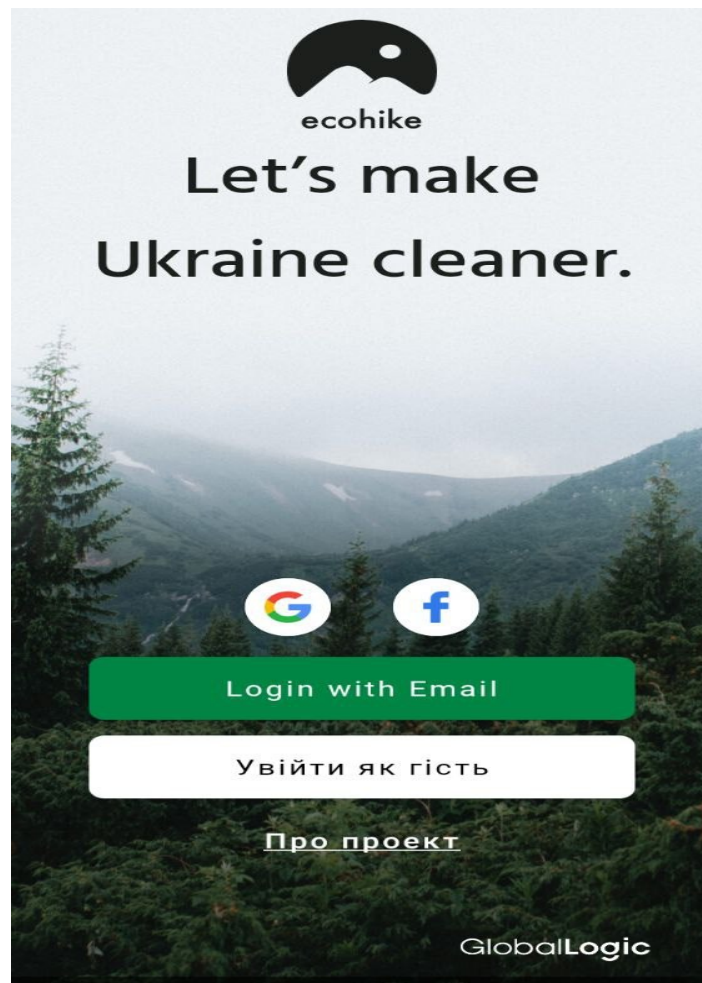 ecohike
Let's make
Ukraine cleaner.
Login with Email
Увійти як гість
Про проект
GlobalLogic